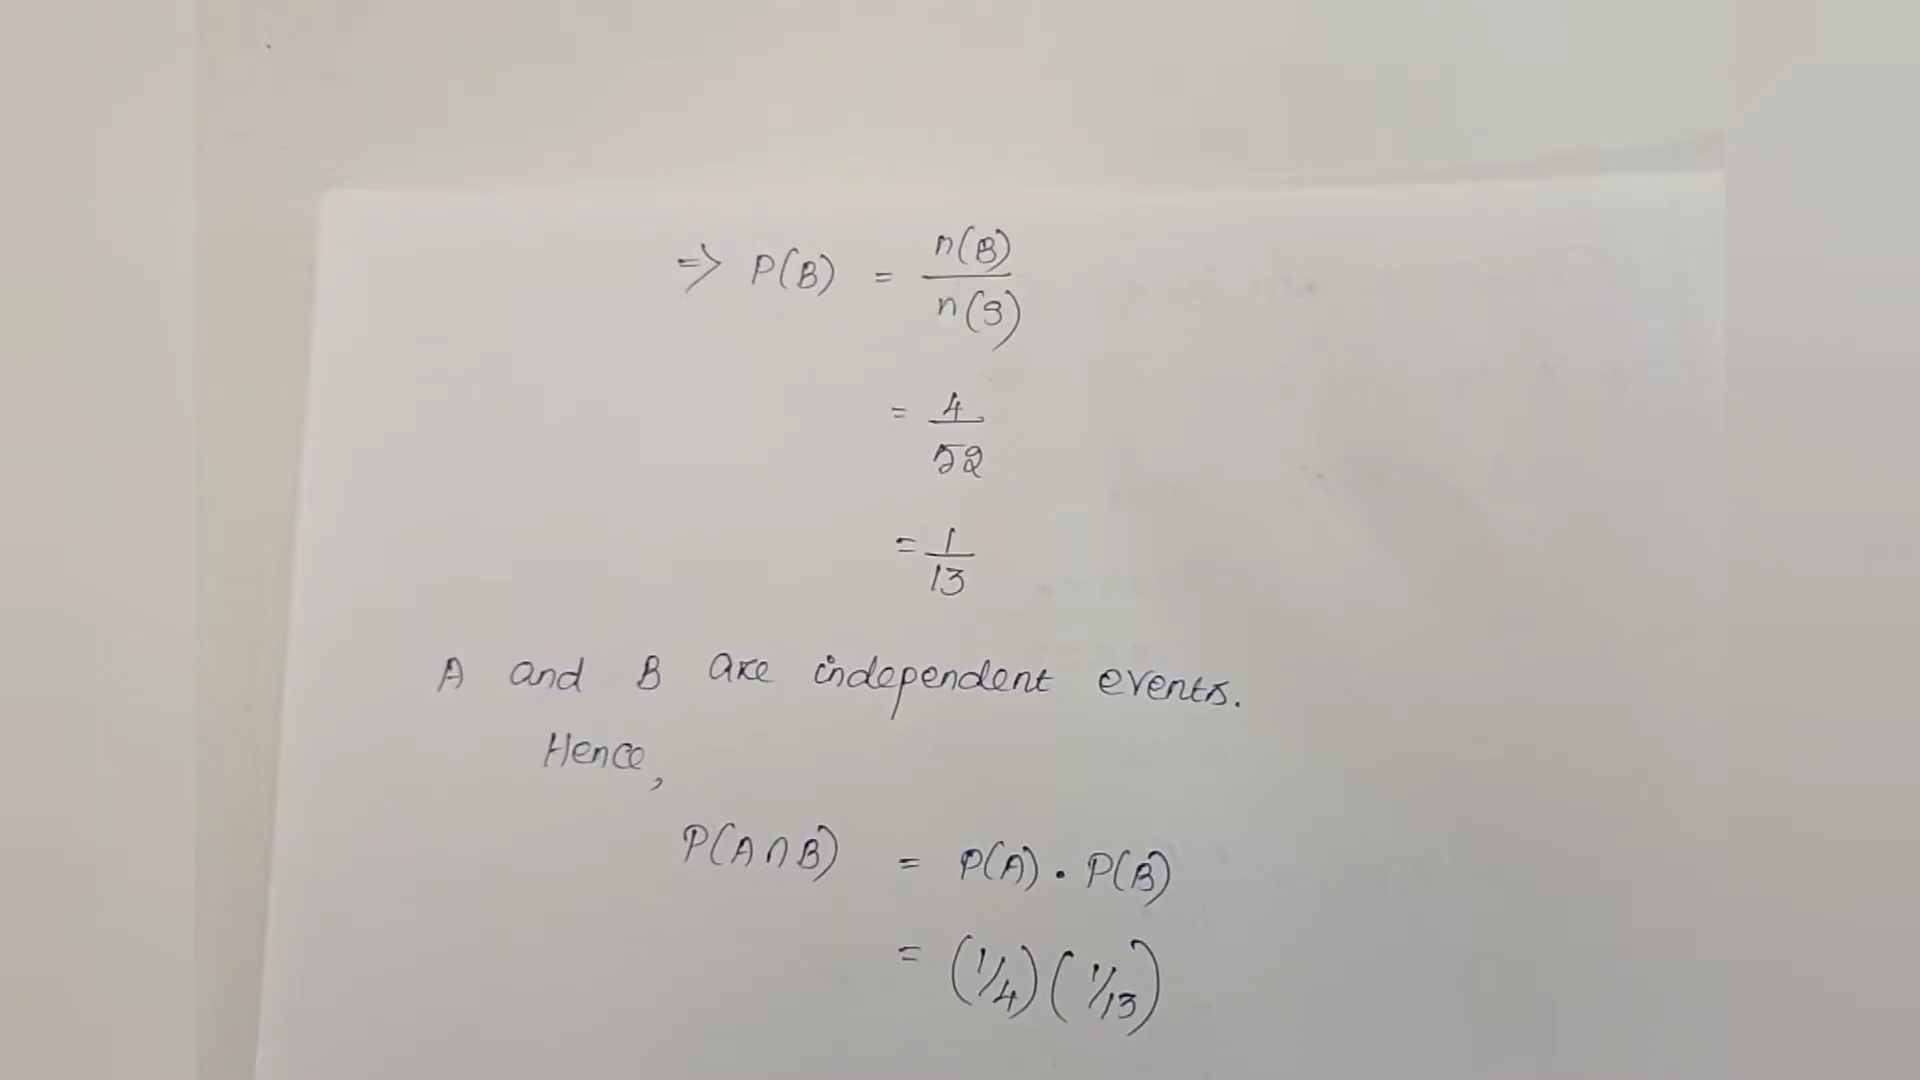 => P(B) = n(B) / n(S)
= 4 / 52
= 1 / 13
A and B are independent events.
Hence,
P(A∩B) = P(A) . P(B)
= (1/4) (1/13)